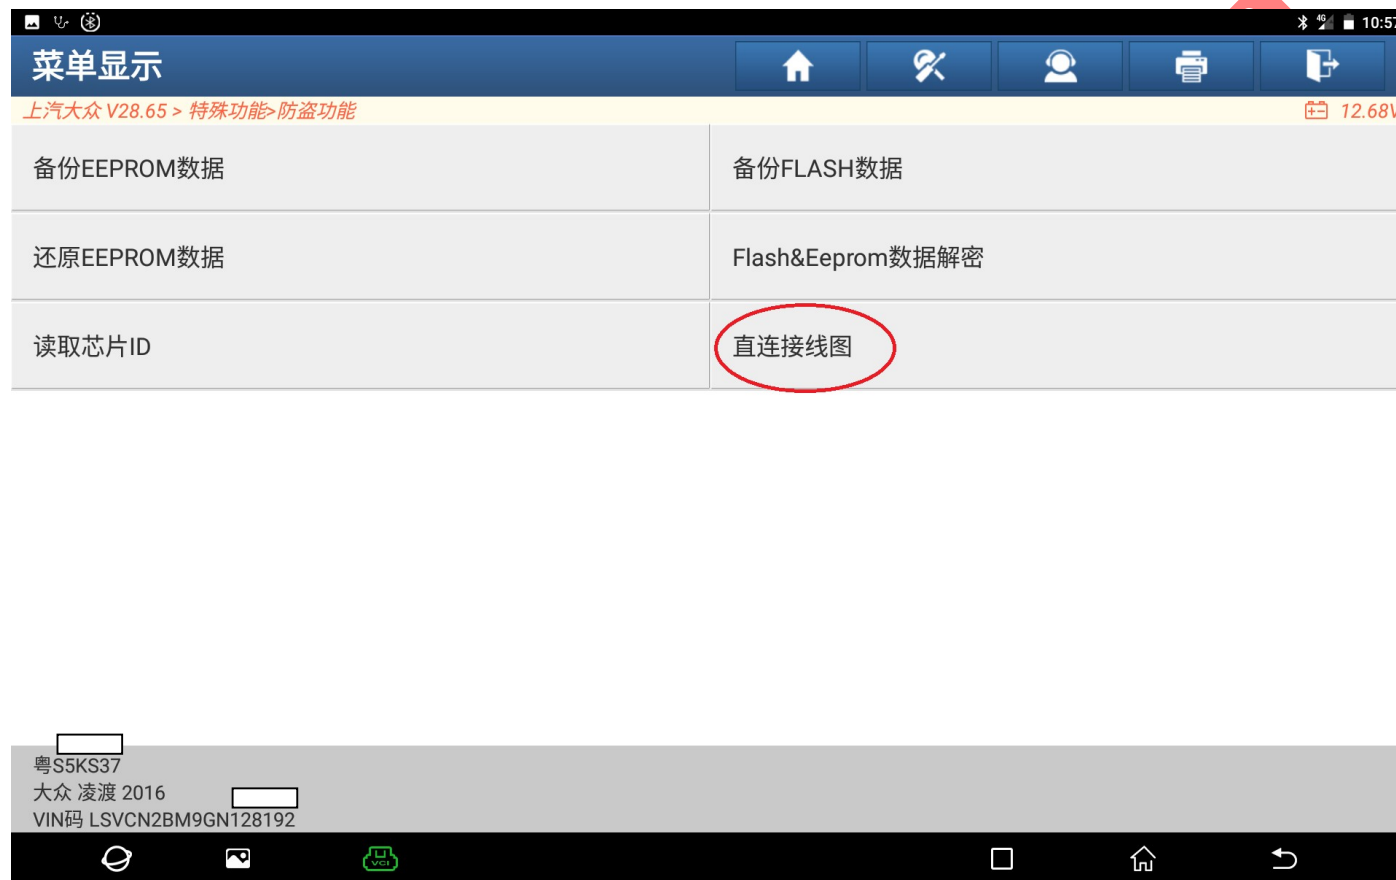 4G 10:57
菜单显示
上汽大众 V28.65 > 特殊功能>防盗功能 12.68V
备份EEPROM数据 备份FLASH数据
还原EEPROM数据 Flash&Eeprom数据解密
读取芯片ID 直连接线图
粤S5KS37
大众 凌渡 2016
VIN码 LSVCN2BM9GN128192
VCI